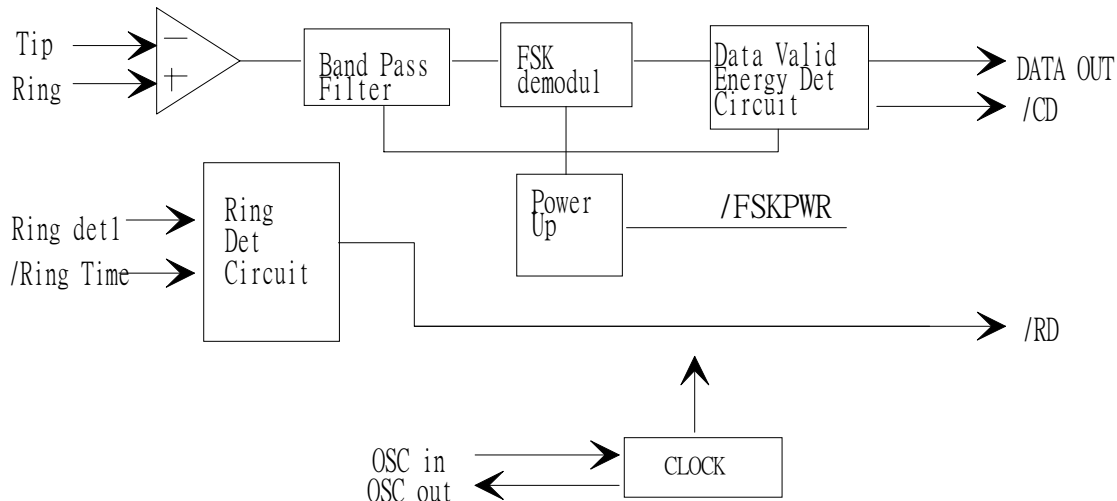 Tip
Ring
−
+
Band Pass
Filter
FSK
demodul
Data Valid
Energy Det
Circuit
DATA OUT
/CD
Ring det1
/Ring Time
Ring
Det
Circuit
Power
Up
/FSKPWR
/RD
OSC in
OSC out
CLOCK